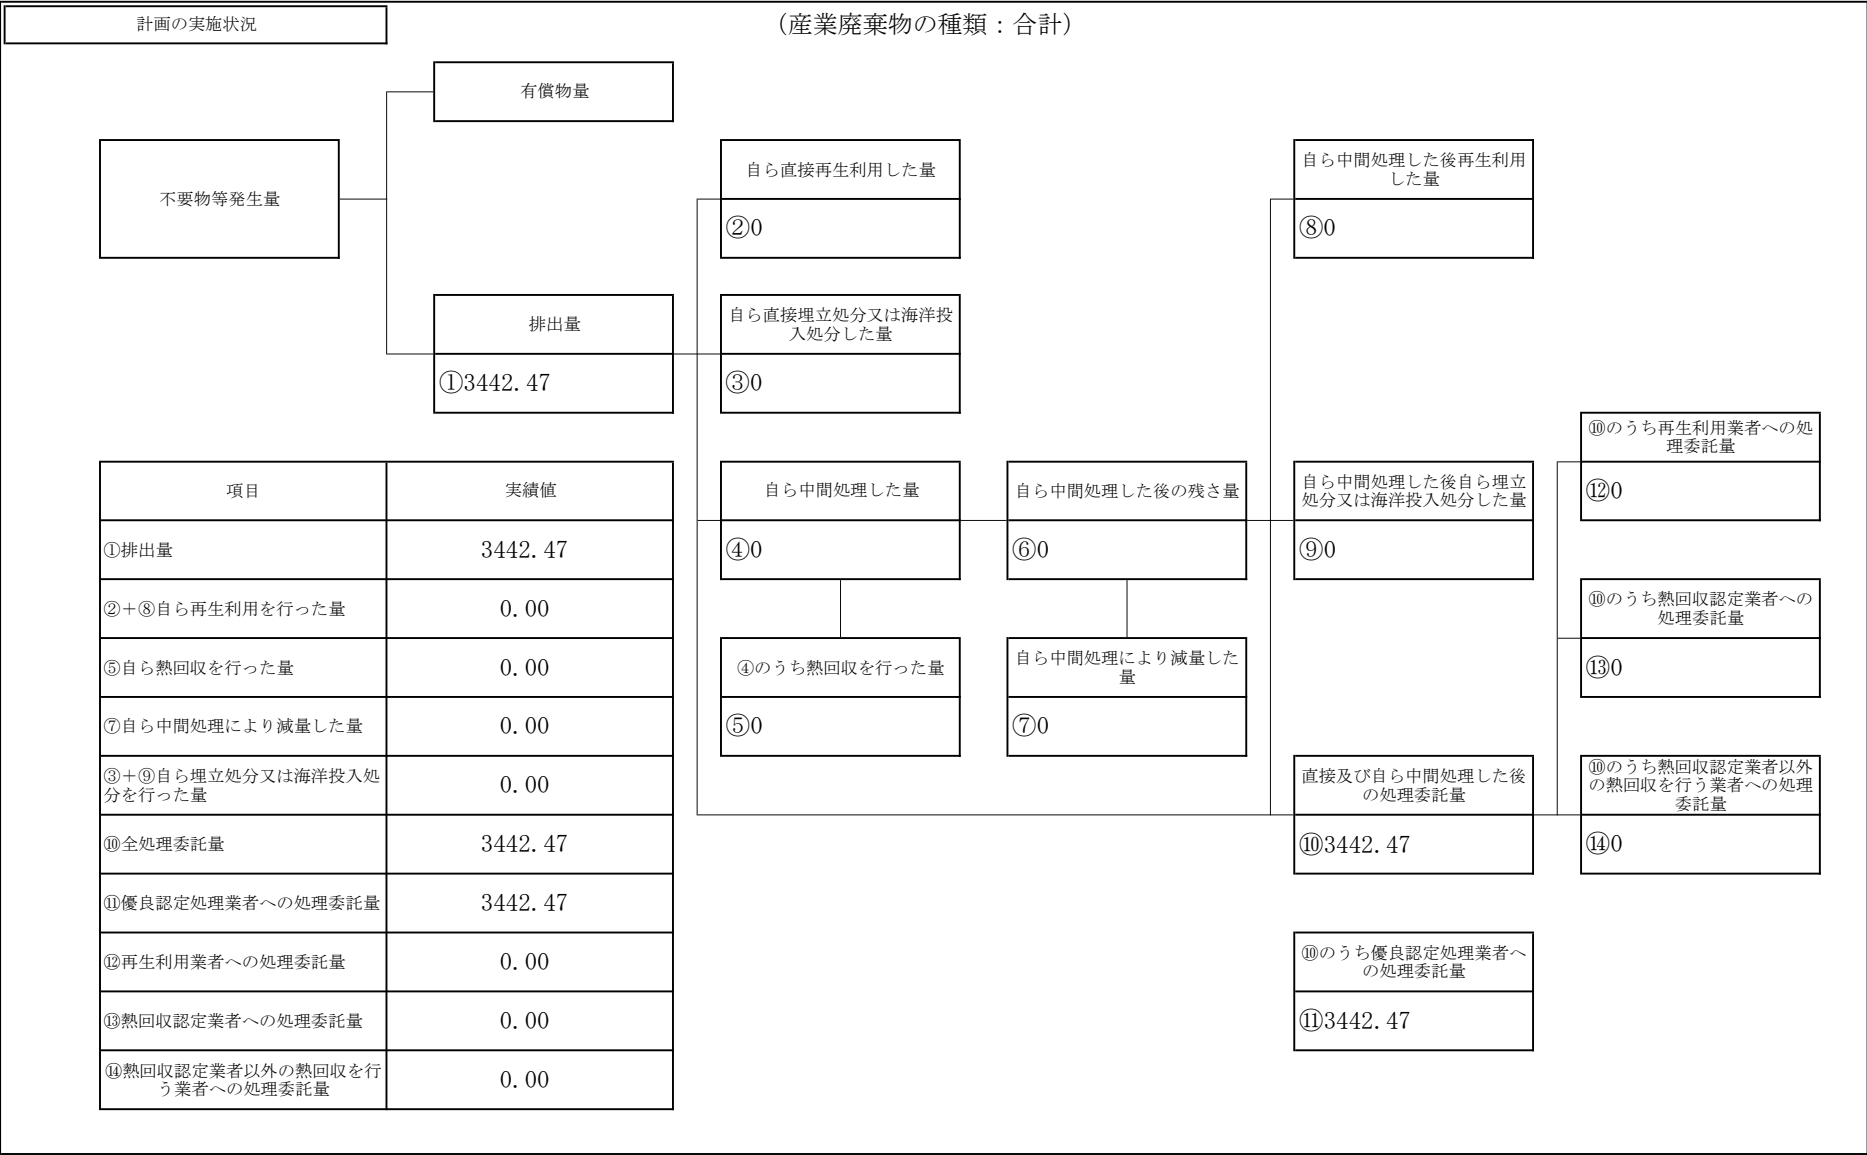 計画の実施状況
（産業廃棄物の種類：合計）
有償物量
不要物等発生量
自ら直接再生利用した量
②0
自ら中間処理した後再生利用
した量
⑧0
排出量
①3442.47
自ら直接埋立処分又は海洋投
入処分した量
③0
⑩のうち再生利用業者への処
理委託量
⑫0
自ら中間処理した量
④0
自ら中間処理した後の残さ量
⑥0
自ら中間処理した後自ら埋立
処分又は海洋投入処分した量
⑨0
⑩のうち熱回収認定業者への
処理委託量
⑬0
④のうち熱回収を行った量
⑤0
自ら中間処理により減量した
量
⑦0
直接及び自ら中間処理した後
の処理委託量
⑩3442.47
⑩のうち熱回収認定業者以外
の熱回収を行う業者への処理
委託量
⑭0
⑩のうち優良認定処理業者へ
の処理委託量
⑪3442.47
項目 実績値
①排出量 3442.47
②＋⑧自ら再生利用を行った量 0.00
⑤自ら熱回収を行った量 0.00
⑦自ら中間処理により減量した量 0.00
③＋⑨自ら埋立処分又は海洋投入処
分を行った量 0.00
⑩全処理委託量 3442.47
⑪優良認定処理業者への処理委託量 3442.47
⑫再生利用業者への処理委託量 0.00
⑬熱回収認定業者への処理委託量 0.00
⑭熱回収認定業者以外の熱回収を行
う業者への処理委託量 0.00